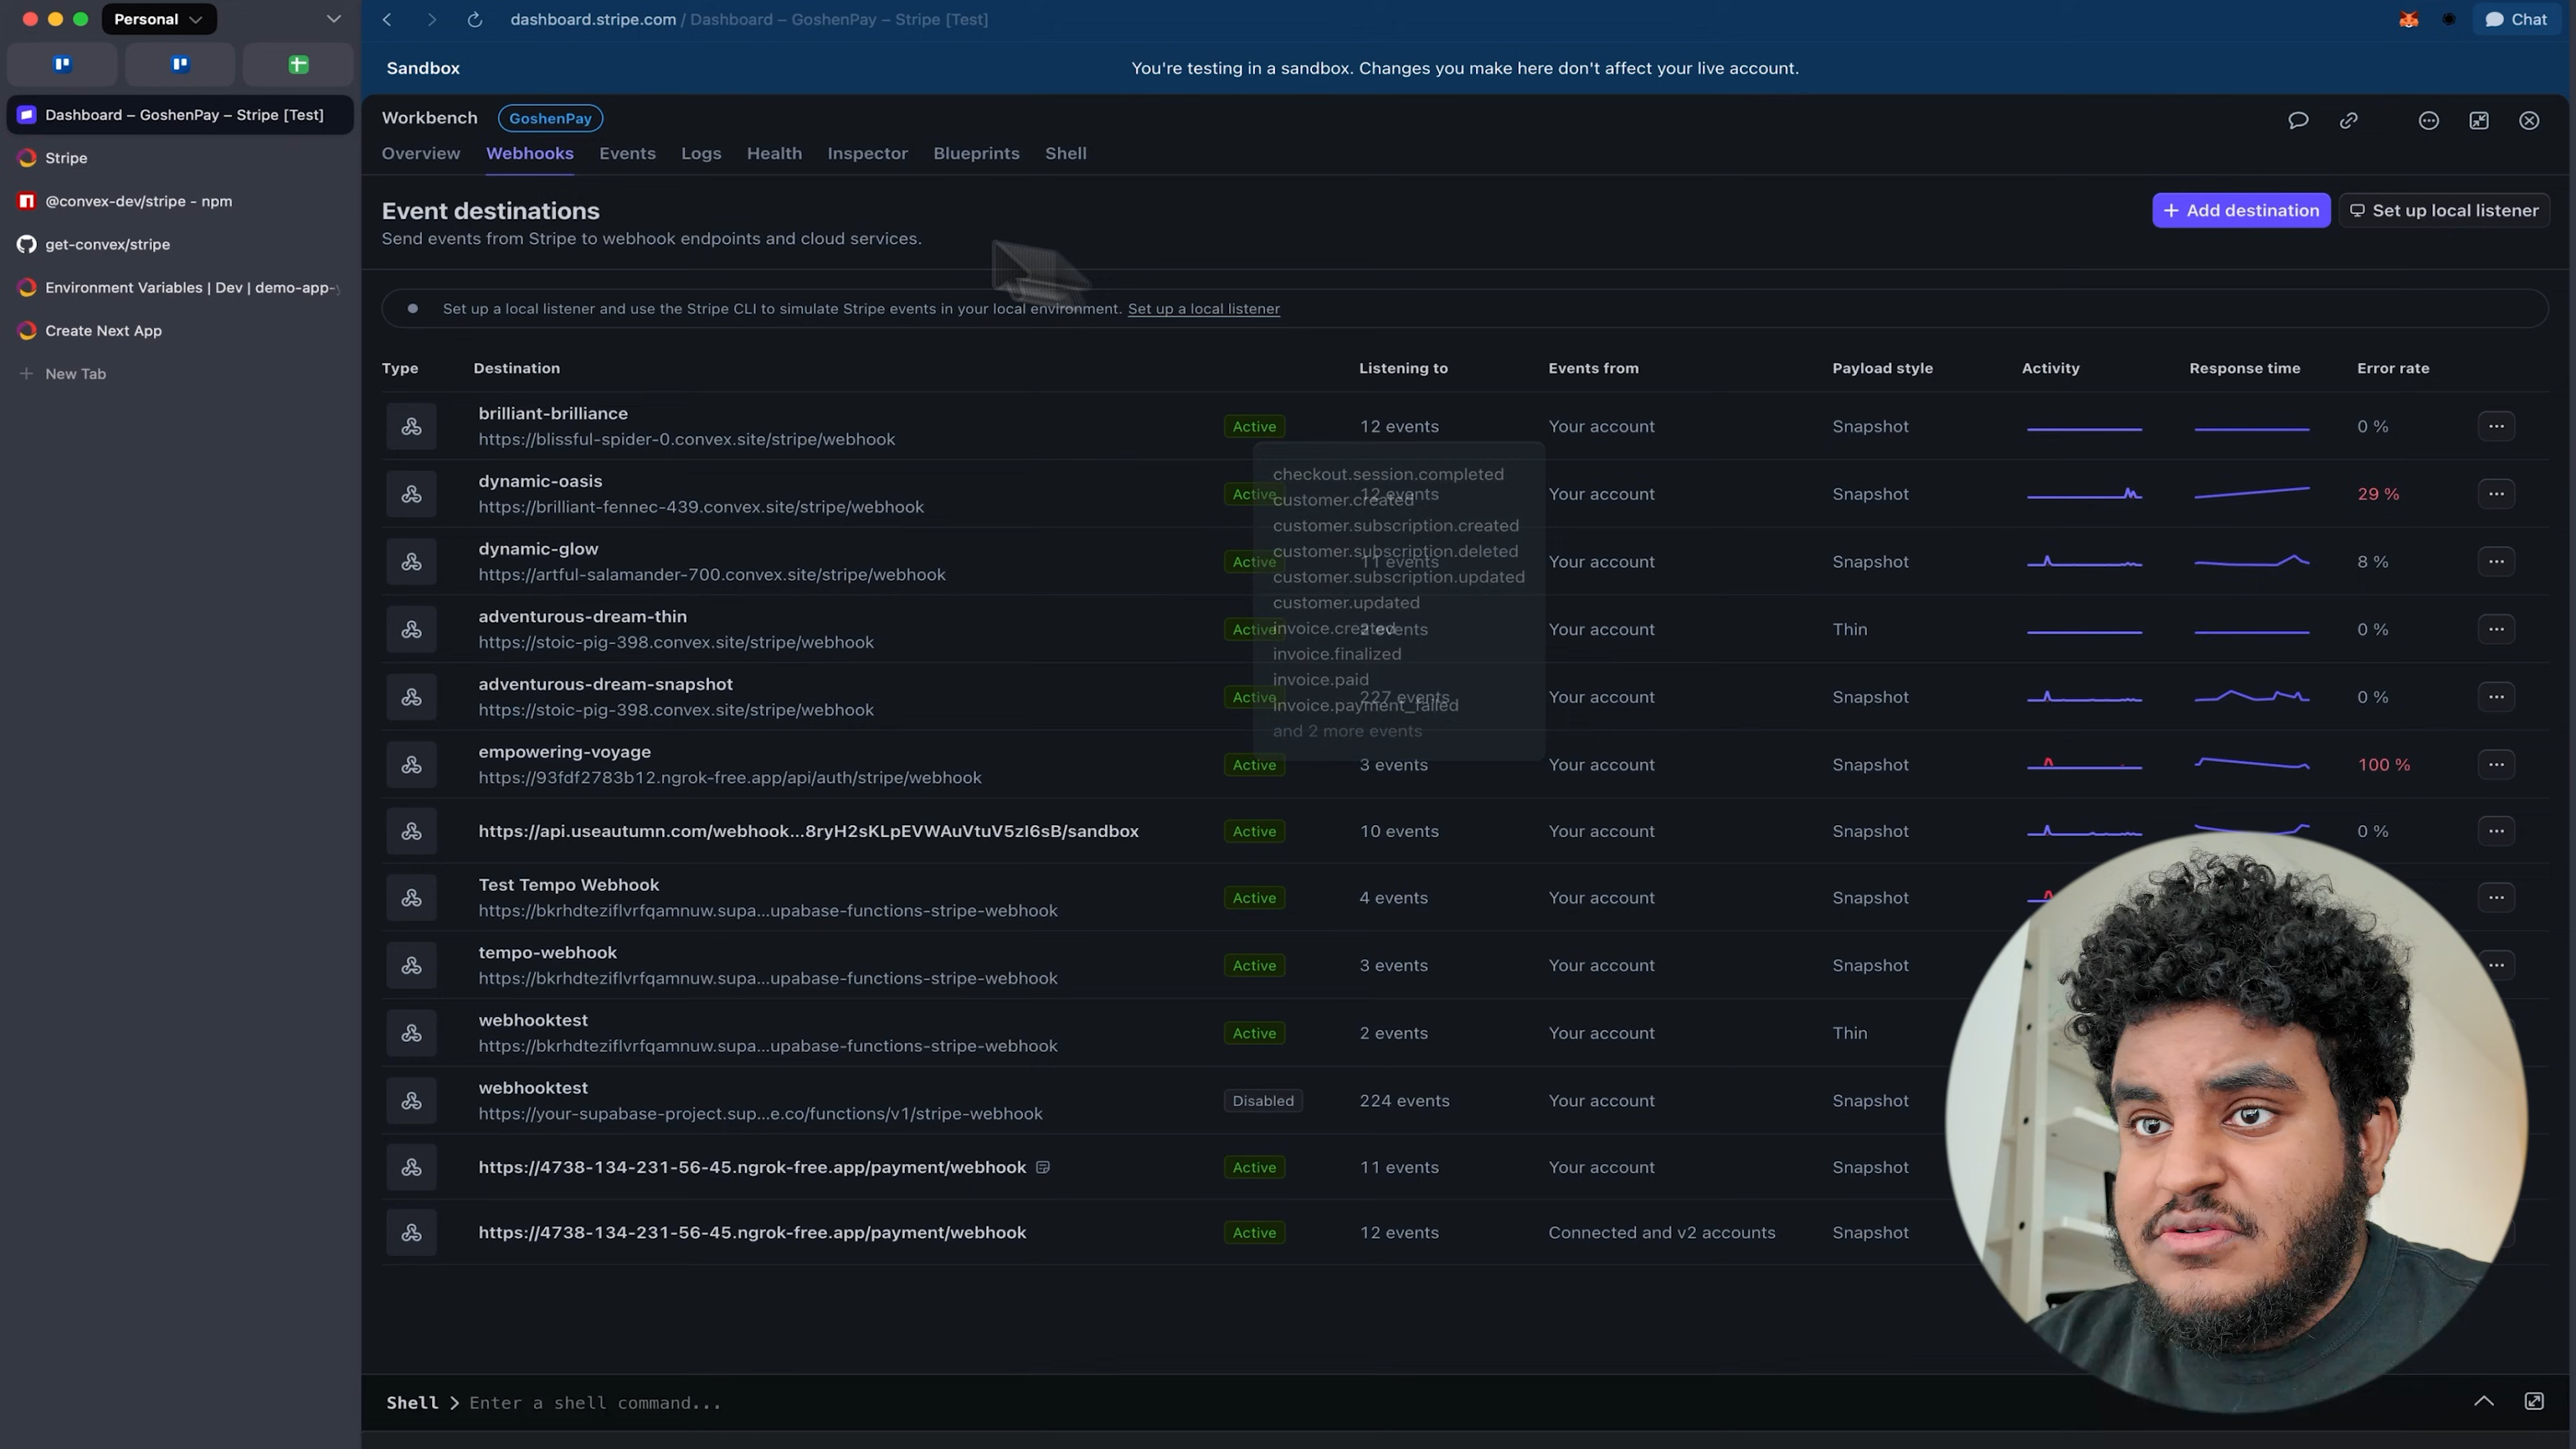 Personal
dashboard.stripe.com / Dashboard – GoshenPay – Stripe [Test]
Chat
Sandbox
You're testing in a sandbox. Changes you make here don't affect your live account.
Dashboard – GoshenPay – Stripe [Test]
Stripe
@convex-dev/stripe - npm
get-convex/stripe
Environment Variables | Dev | demo-app-
Create Next App
New Tab
Workbench
GoshenPay
Overview Webhooks Events Logs Health Inspector Blueprints Shell
Event destinations
Send events from Stripe to webhook endpoints and cloud services.
Add destination
Set up local listener
Set up a local listener and use the Stripe CLI to simulate Stripe events in your local environment. Set up a local listener
Type Destination Listening to Events from Payload style Activity Response time Error rate
brilliant-brilliance
https://blissful-spider-0.convex.site/stripe/webhook
Active 12 events Your account Snapshot 0 %
dynamic-oasis
https://brilliant-fennec-439.convex.site/stripe/webhook
Active 12 events Your account Snapshot 29 %
dynamic-glow
https://artful-salamander-700.convex.site/stripe/webhook
Active 11 events Your account Snapshot 8 %
adventurous-dream-thin
https://stoic-pig-398.convex.site/stripe/webhook
Active 2 events Your account Thin 0 %
adventurous-dream-snapshot
https://stoic-pig-398.convex.site/stripe/webhook
Active 227 events Your account Snapshot 0 %
checkout.session.completed
customer.created
customer.subscription.created
customer.subscription.deleted
customer.subscription.updated
customer.updated
invoice.created
invoice.finalized
invoice.paid
invoice.payment_failed
and 2 more events
empowering-voyage
https://93fdf2783b12.ngrok-free.app/api/auth/stripe/webhook
Active 3 events Your account Snapshot 100 %
https://api.useautumn.com/webhook...8ryH2sKLpEVWAuVtuV5zI6sB/sandbox
Active 10 events Your account Snapshot 0 %
Test Tempo Webhook
https://bkrhdteziflvrfqamnuw.supa...upabase-functions-stripe-webhook
Active 4 events Your account Snapshot
tempo-webhook
https://bkrhdteziflvrfqamnuw.supa...upabase-functions-stripe-webhook
Active 3 events Your account Snapshot
webhooktest
https://bkrhdteziflvrfqamnuw.supa...upabase-functions-stripe-webhook
Active 2 events Your account Thin
webhooktest
https://your-supabase-project.sup...e.co/functions/v1/stripe-webhook
Disabled 224 events Your account Snapshot
https://4738-134-231-56-45.ngrok-free.app/payment/webhook
Active 11 events Your account Snapshot
https://4738-134-231-56-45.ngrok-free.app/payment/webhook
Active 12 events Connected and v2 accounts Snapshot
Shell > Enter a shell command...